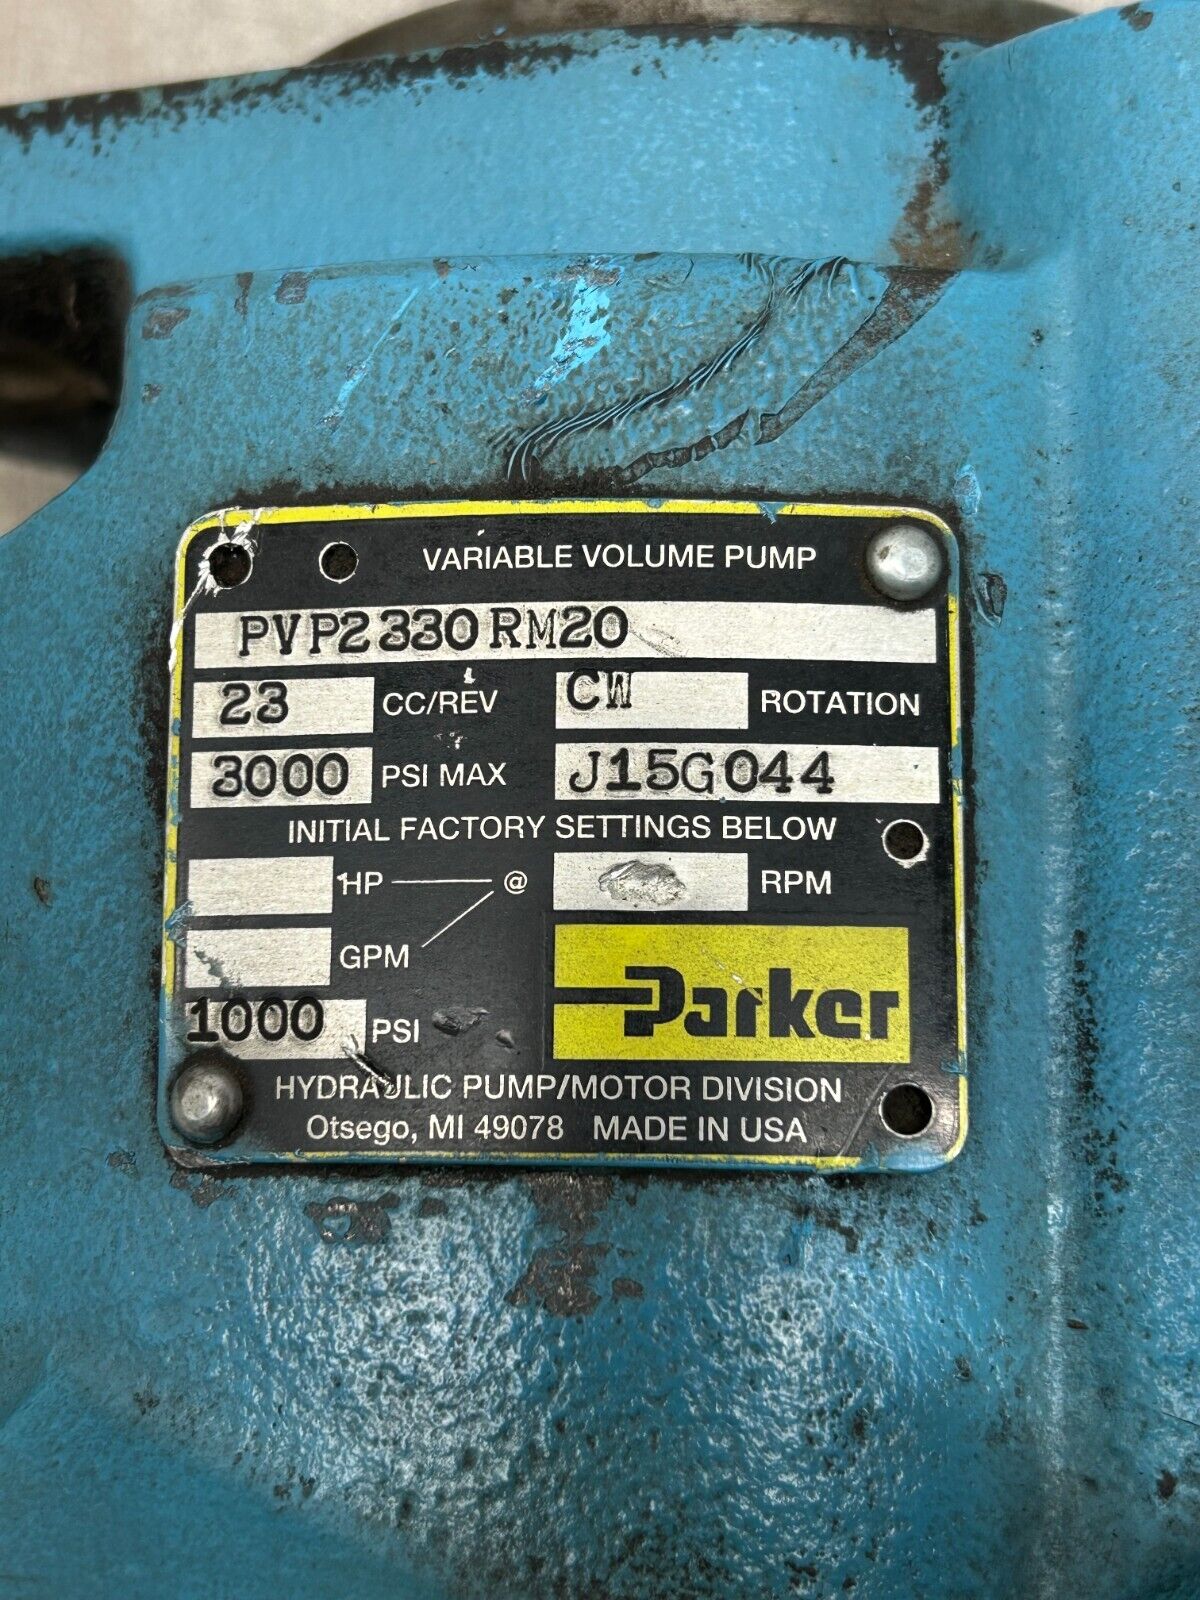 VARIABLE VOLUME PUMP
PVP2330RM20
23 CC/REV CW ROTATION
3000 PSI MAX J15G044
INITIAL FACTORY SETTINGS BELOW
HP @ RPM
GPM
Parker
1000 PSI
HYDRAULIC PUMP/MOTOR DIVISION
Otsego, MI 49078 MADE IN USA